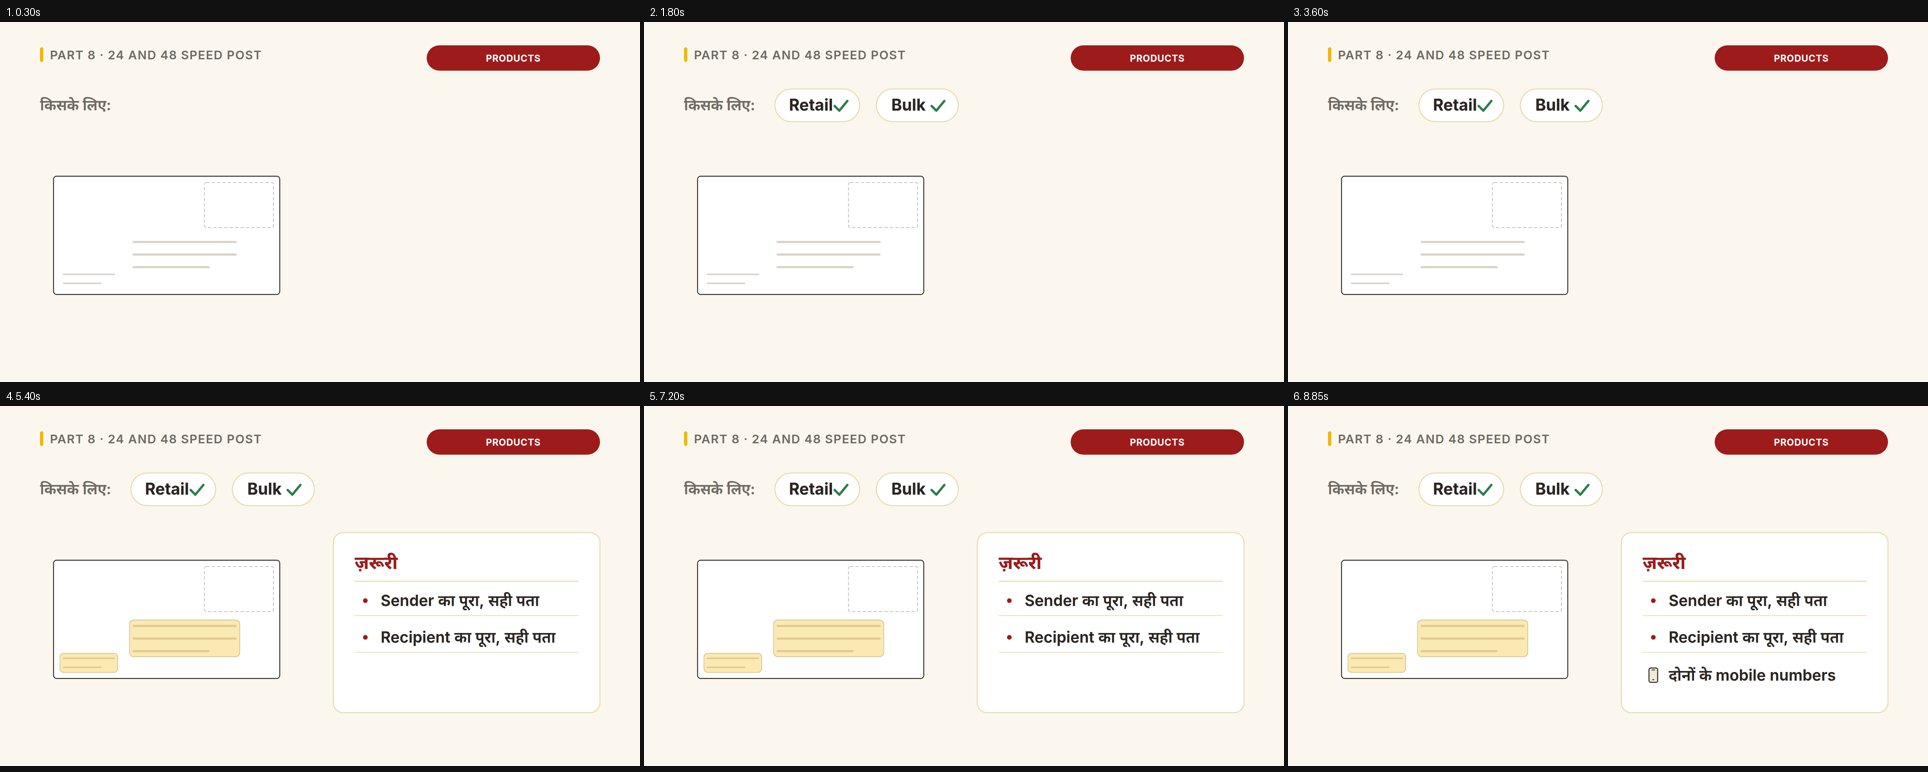 1. 0.30s
PART 8 · 24 AND 48 SPEED POST
PRODUCTS
किसके लिए:
2. 1.80s
PART 8 · 24 AND 48 SPEED POST
PRODUCTS
किसके लिए: Retail Bulk
3. 3.60s
PART 8 · 24 AND 48 SPEED POST
PRODUCTS
किसके लिए: Retail Bulk
4. 5.40s
PART 8 · 24 AND 48 SPEED POST
PRODUCTS
किसके लिए: Retail Bulk
ज़रूरी
• Sender का पूरा, सही पता
• Recipient का पूरा, सही पता
5. 7.20s
PART 8 · 24 AND 48 SPEED POST
PRODUCTS
किसके लिए: Retail Bulk
ज़रूरी
• Sender का पूरा, सही पता
• Recipient का पूरा, सही पता
6. 8.85s
PART 8 · 24 AND 48 SPEED POST
PRODUCTS
किसके लिए: Retail Bulk
ज़रूरी
• Sender का पूरा, सही पता
• Recipient का पूरा, सही पता
दोनों के mobile numbers